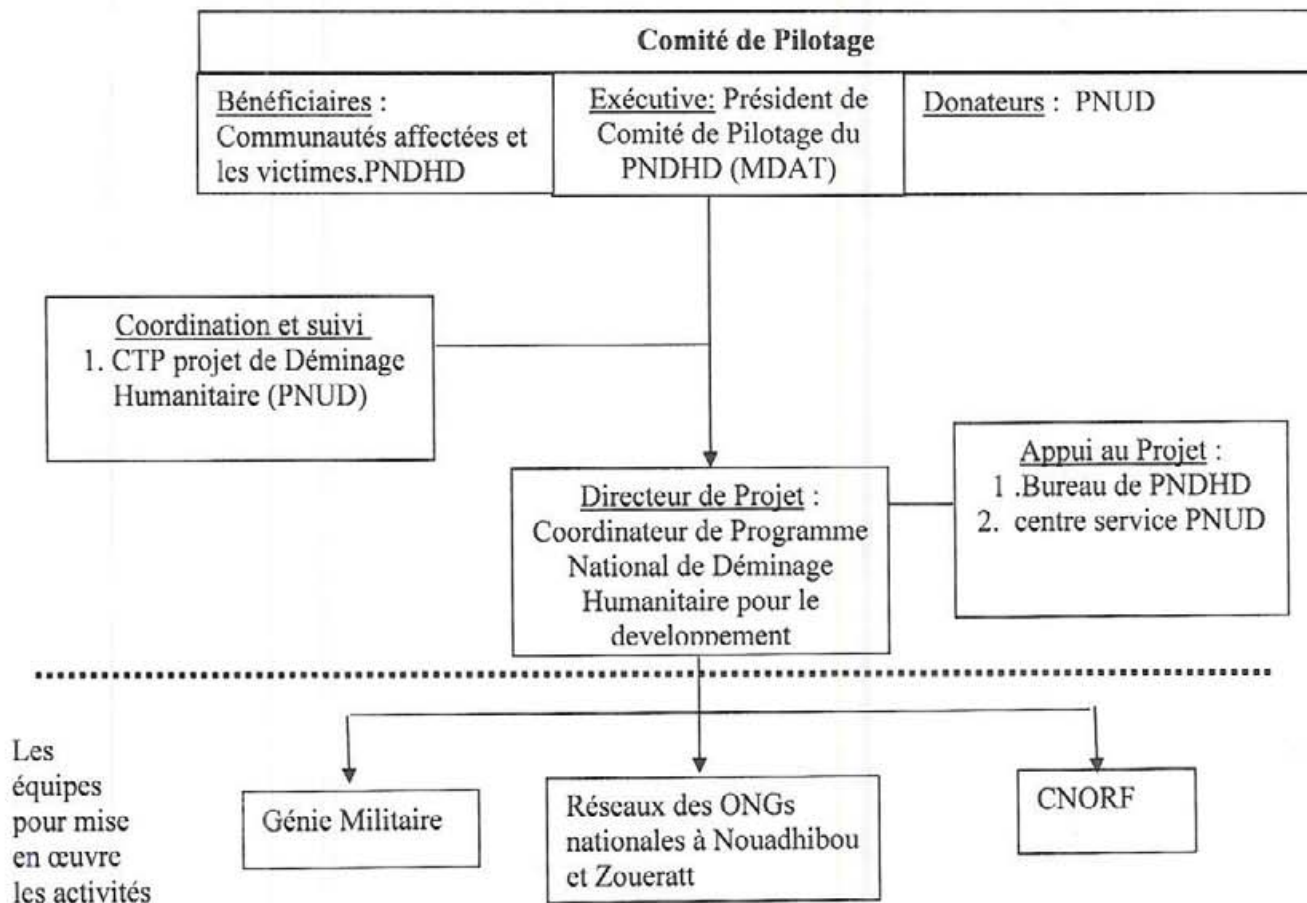 Comité de Pilotage
Bénéficiaires :
Communautés affectées et
les victimes.PNDHD
Exécutive: Président de
Comité de Pilotage du
PNDHD (MDAT)
Donateurs : PNUD
Coordination et suivi
1. CTP projet de Déminage
Humanitaire (PNUD)
Appui au Projet :
1 .Bureau de PNDHD
2. centre service PNUD
Directeur de Projet :
Coordinateur de Programme
National de Déminage
Humanitaire pour le
developpement
Les
équipes
pour mise
en œuvre
les activités
Génie Militaire
Réseaux des ONGs
nationales à Nouadhibou
et Zoueratt
CNORF